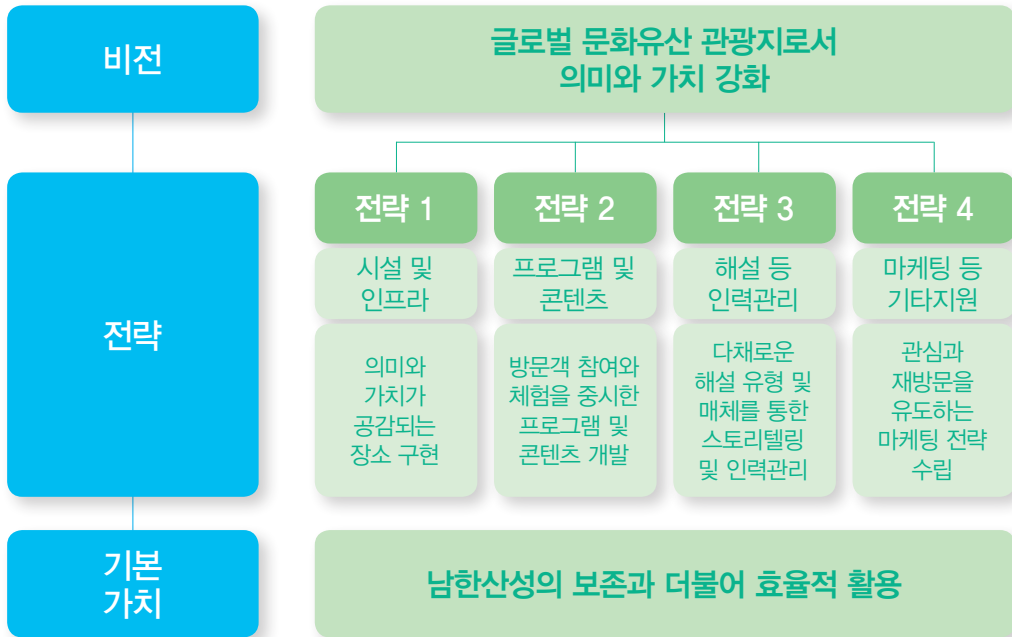 비전
글로벌 문화유산 관광지로서
의미와 가치 강화
전략
전략 1
시설 및
인프라
의미와
가치가
공감되는
장소 구현
전략 2
프로그램 및
콘텐츠
방문객 참여와
체험을 중시한
프로그램 및
콘텐츠 개발
전략 3
해설 등
인력관리
다채로운
해설 유형 및
매체를 통한
스토리텔링
및 인력관리
전략 4
마케팅 등
기타지원
관심과
재방문을
유도하는
마케팅 전략
수립
기본
가치
남한산성의 보존과 더불어 효율적 활용